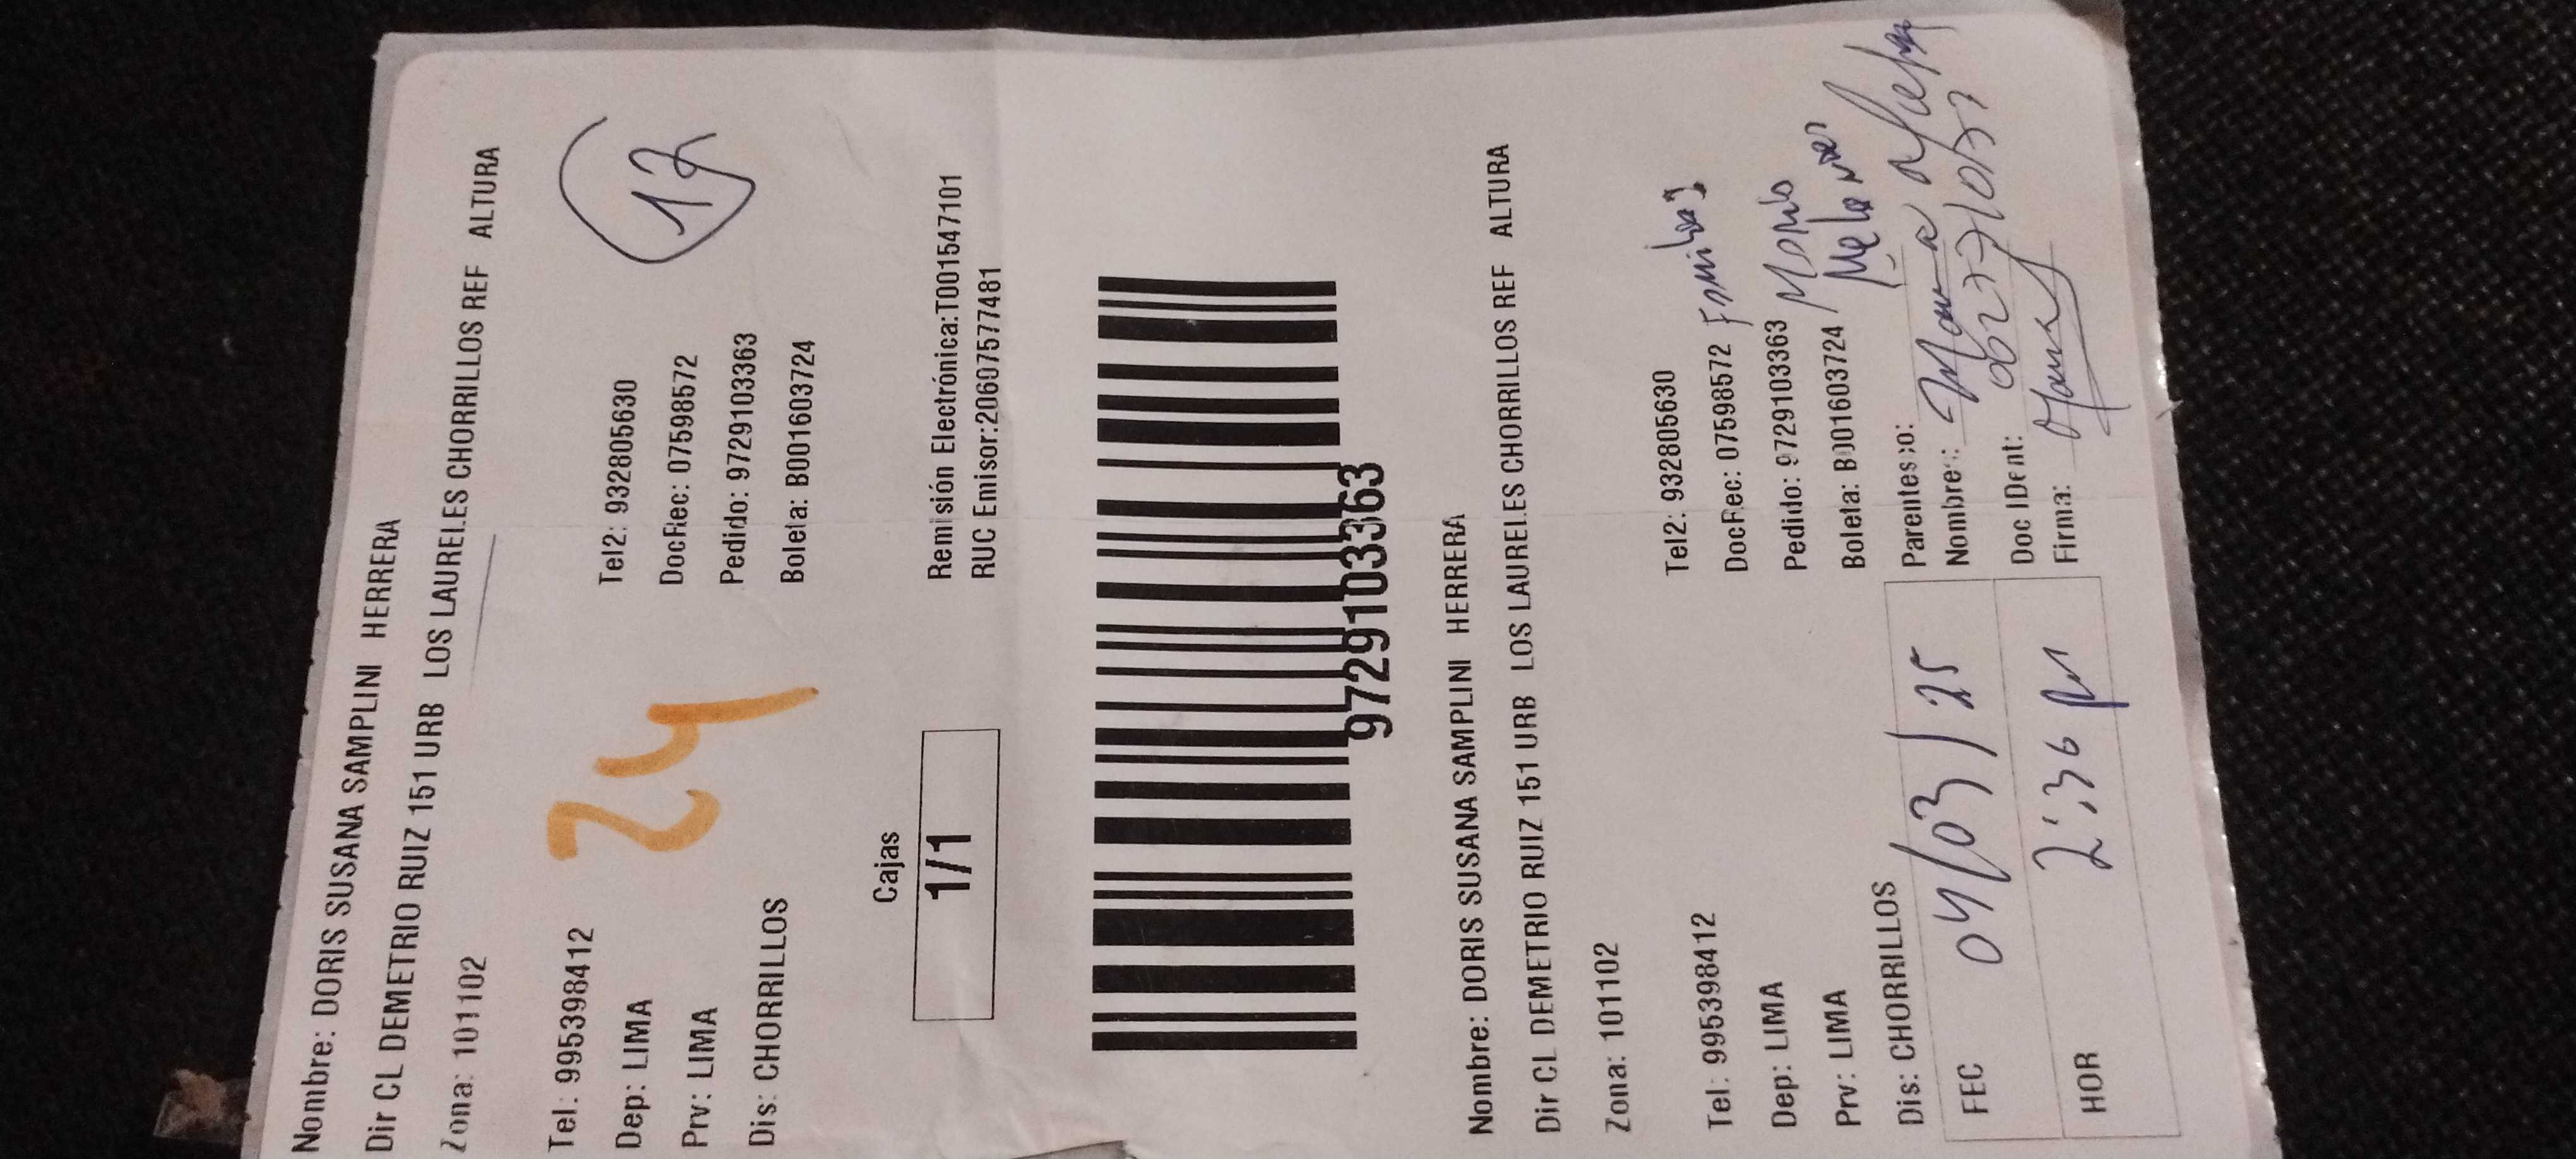 Nombre: DORIS SUSANA SAMPLINI HERRERA
Dir CL DEMETRIO RUIZ 151 URB LOS LAURELES CHORRILLOS REF ALTURA
Zona: 101102
17
Tel: 995398412
Tel2: 932805630
24
Dep: LIMA
DocRec: 07598572
Prv: LIMA
Pedido: 9729103363
Dis: CHORRILLOS
Boleta: B001603724
Cajas
1/1
Remisión Electrónica:T001547101
RUC Emisor:20607577481
9729103363
Nombre: DORIS SUSANA SAMPLINI HERRERA
Dir CL DEMETRIO RUIZ 151 URB LOS LAURELES CHORRILLOS REF ALTURA
Zona: 101102
Tel: 995398412
Tel2: 932805630
Dep: LIMA
DocRec: 07598572
Prv: LIMA
Pedido: 9729103363
Dis: CHORRILLOS
Boleta: B001603724
Parentesco:
FEC 04/03/25
Nombre:
Doc IDent:
HOR 2:36 pm
Firma: